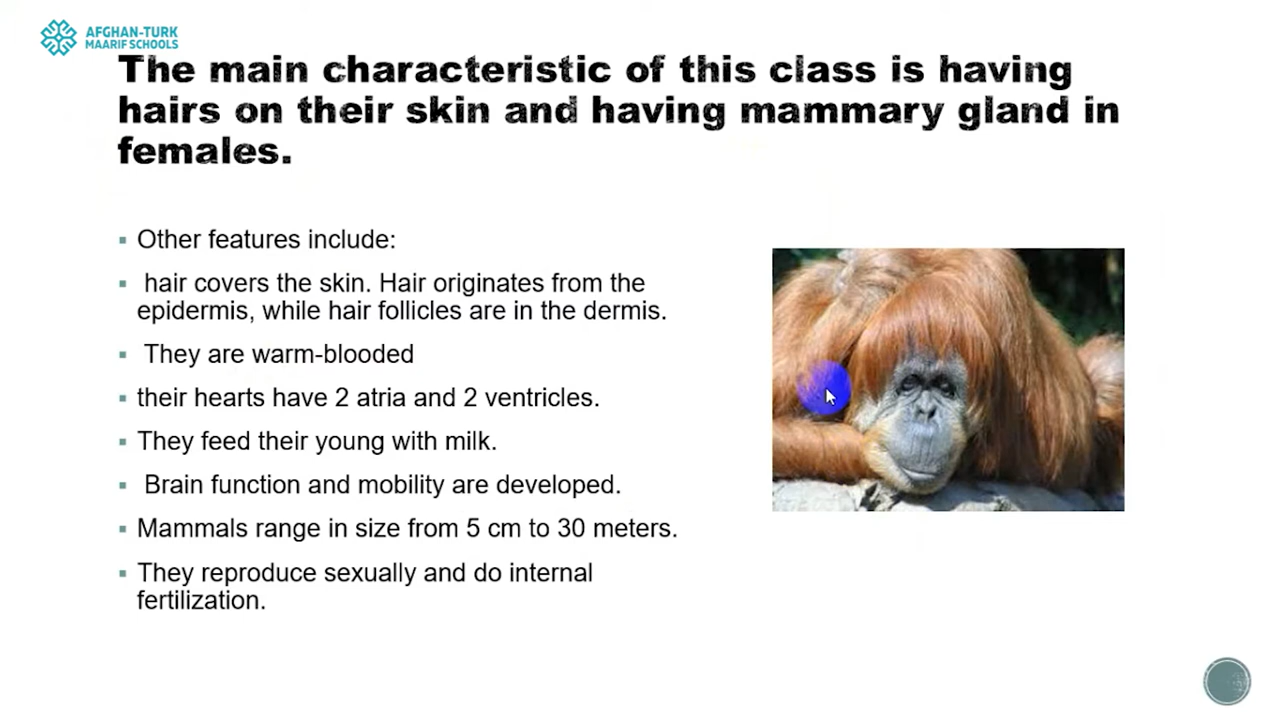 AFGHAN-TURK
MAARIF SCHOOLS
The main characteristic of this class is having
hairs on their skin and having mammary gland in
females.
Other features include:
hair covers the skin. Hair originates from the
epidermis, while hair follicles are in the dermis.
They are warm-blooded
their hearts have 2 atria and 2 ventricles.
They feed their young with milk.
Brain function and mobility are developed.
Mammals range in size from 5 cm to 30 meters.
They reproduce sexually and do internal
fertilization.